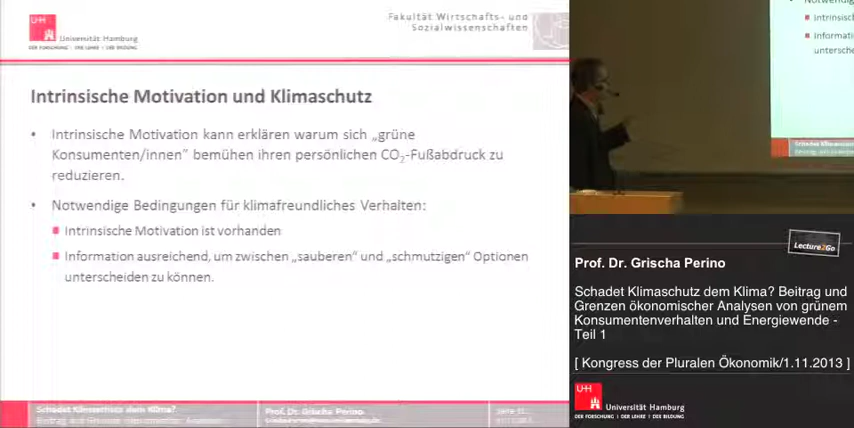 UH
Universität Hamburg
DER FORSCHUNG | DER LEHRE | DER BILDUNG
Fakultät Wirtschafts- und
Sozialwissenschaften
Intrinsische Motivation und Klimaschutz
• Intrinsische Motivation kann erklären warum sich „grüne
Konsumenten/innen” bemühen ihren persönlichen CO₂-Fußabdruck zu
reduzieren.
• Notwendige Bedingungen für klimafreundliches Verhalten:
Intrinsische Motivation ist vorhanden
Information ausreichend, um zwischen „sauberen” und „schmutzigen” Optionen
unterscheiden zu können.
Schadet Klimaschutz dem Klima?
Prof. Dr. Grischa Perino
Lecture2Go
Prof. Dr. Grischa Perino
Schadet Klimaschutz dem Klima? Beitrag und
Grenzen ökonomischer Analysen von grünem
Konsumentenverhalten und Energiewende -
Teil 1
[ Kongress der Pluralen Ökonomik/1.11.2013 ]
UH
Universität Hamburg
DER FORSCHUNG | DER LEHRE | DER BILDUNG